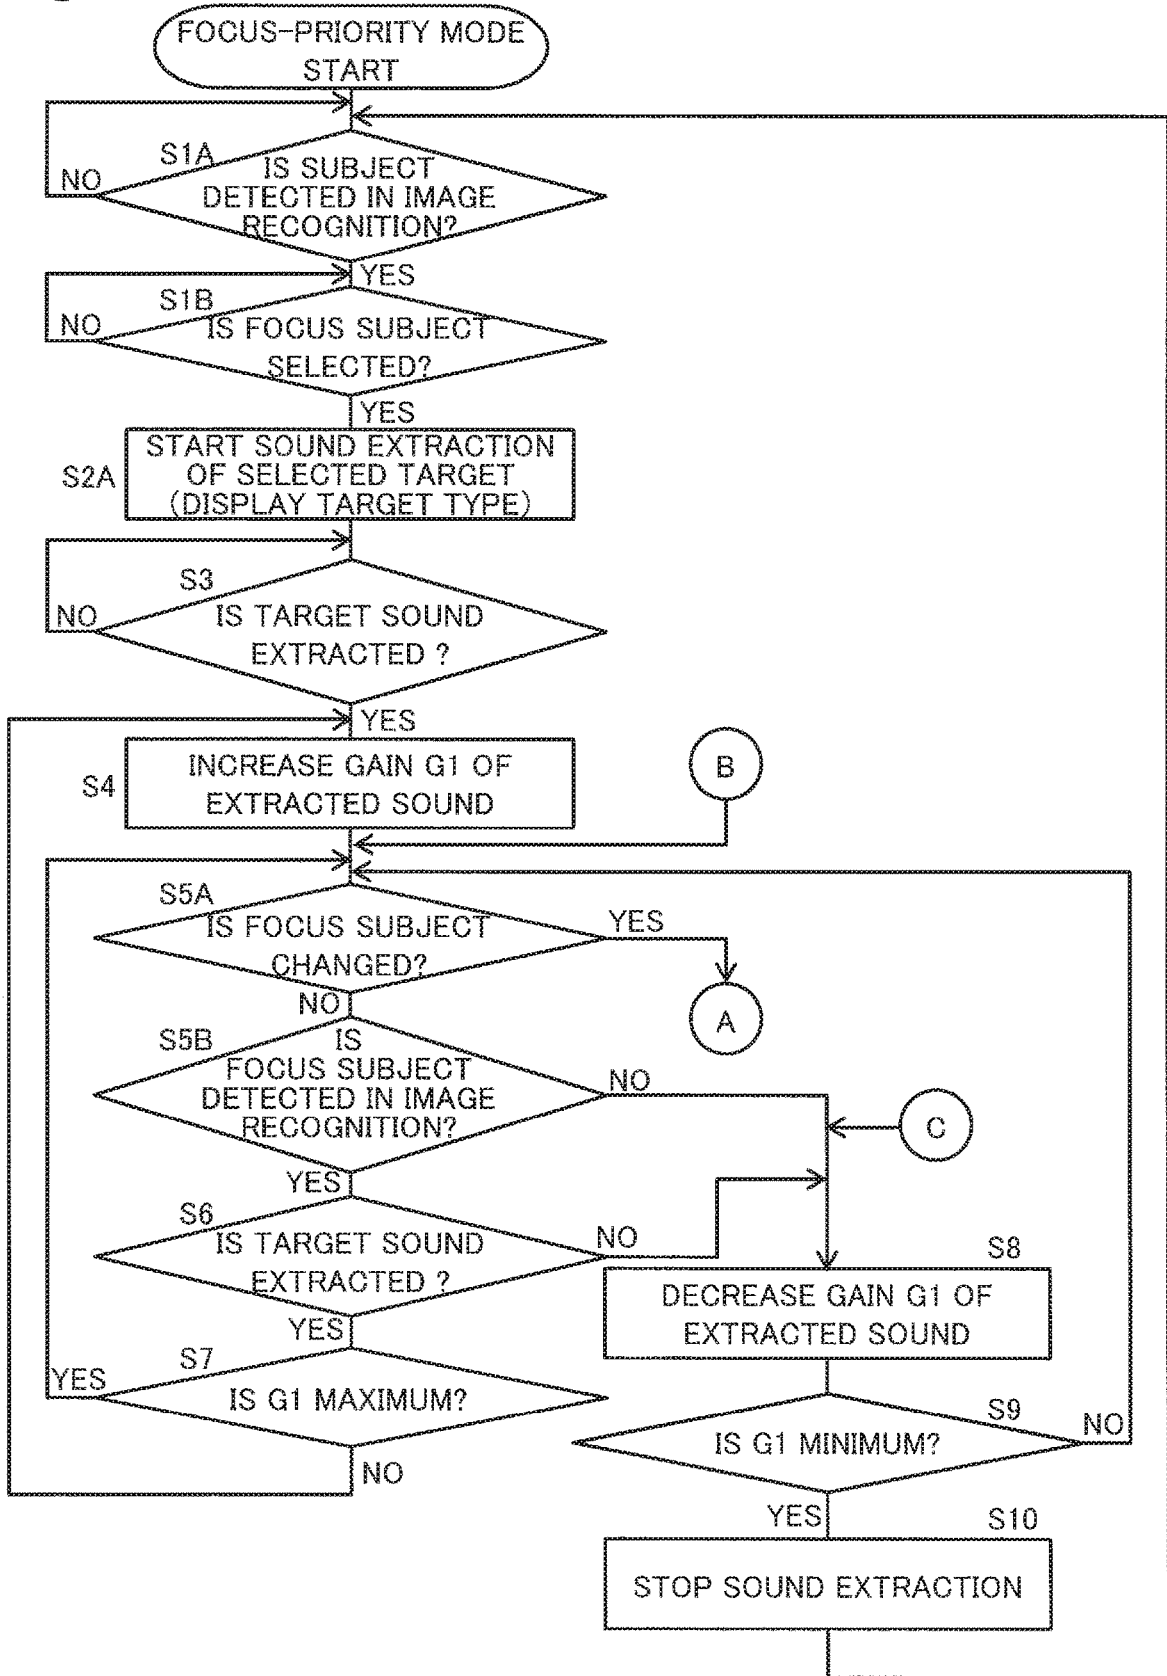 FOCUS-PRIORITY MODE
START
S1A
IS SUBJECT
DETECTED IN IMAGE
RECOGNITION?
NO
YES
S1B
IS FOCUS SUBJECT
SELECTED?
NO
YES
S2A
START SOUND EXTRACTION
OF SELECTED TARGET
(DISPLAY TARGET TYPE)
S3
IS TARGET SOUND
EXTRACTED ?
NO
YES
S4
INCREASE GAIN G1 OF
EXTRACTED SOUND
B
S5A
IS FOCUS SUBJECT
CHANGED?
YES
A
NO
S5B
IS
FOCUS SUBJECT
DETECTED IN IMAGE
RECOGNITION?
NO
C
YES
S6
IS TARGET SOUND
EXTRACTED ?
NO
YES
S8
DECREASE GAIN G1 OF
EXTRACTED SOUND
S7
IS G1 MAXIMUM?
YES
NO
S9
IS G1 MINIMUM?
NO
YES
S10
STOP SOUND EXTRACTION